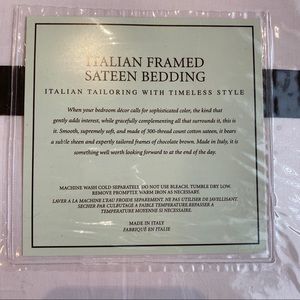 ITALIAN FRAMED
SATEEN BEDDING
ITALIAN TAILORING WITH TIMELESS STYLE
When your bedroom décor calls for sophisticated color, the kind that
gently adds interest, while gracefully complementing all that surrounds it, this is
it. Smooth, supremely soft, and made of 300-thread count cotton sateen, it wears
a subtle sheen and expertly tailored frames of chocolate brown. Made in Italy, it is
something well worth looking forward to at the end of the day.
MACHINE WASH COLD SEPARATELY. DO NOT USE BLEACH. TUMBLE DRY LOW.
REMOVE PROMPTLY. WARM IRON AS NECESSARY.
LAVER A LA MACHINE L'EAU FROIDE SEPAREMENT. NE PAS UTILISER DE JAVELLISANT.
SECHER PAR CULBUTAGE A FAIBLE TEMPERATURE. REPASSER A
TEMPERATURE MOYENNE SI NECESSAIRE.
MADE IN ITALY
FABRIQUÉ EN ITALIE